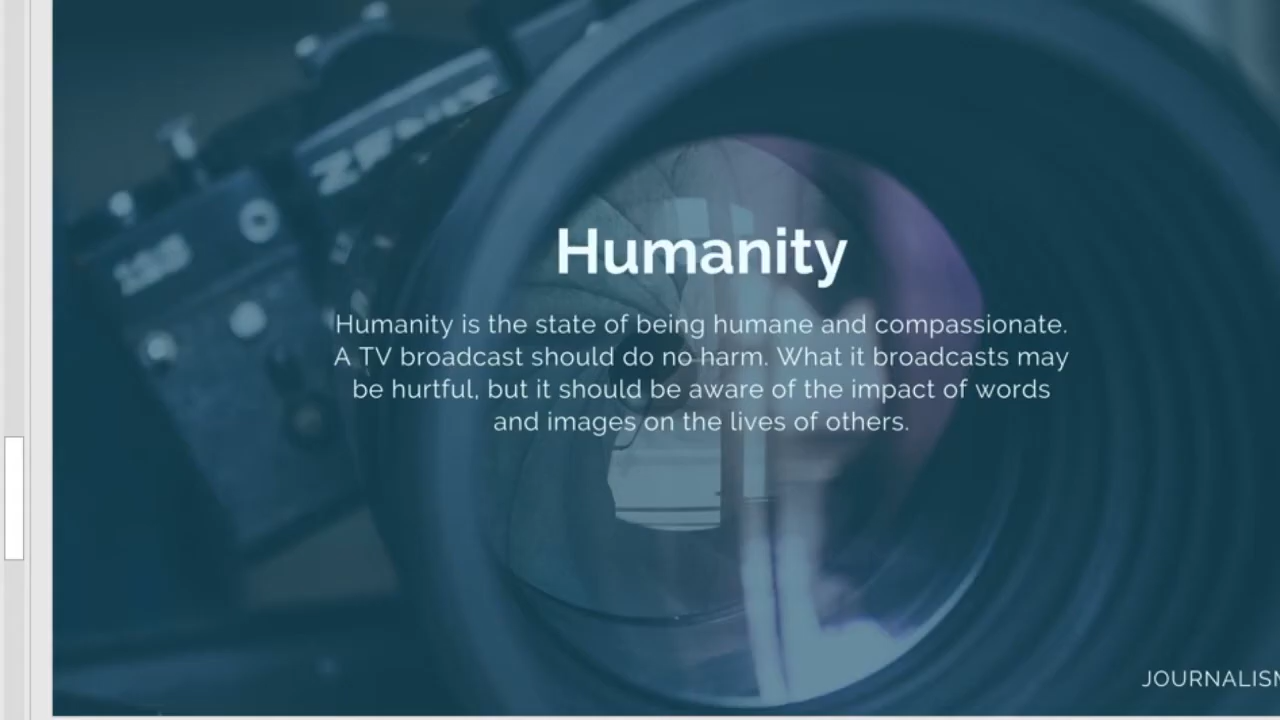 Humanity
Humanity is the state of being humane and compassionate.
A TV broadcast should do no harm. What it broadcasts may
be hurtful, but it should be aware of the impact of words
and images on the lives of others.